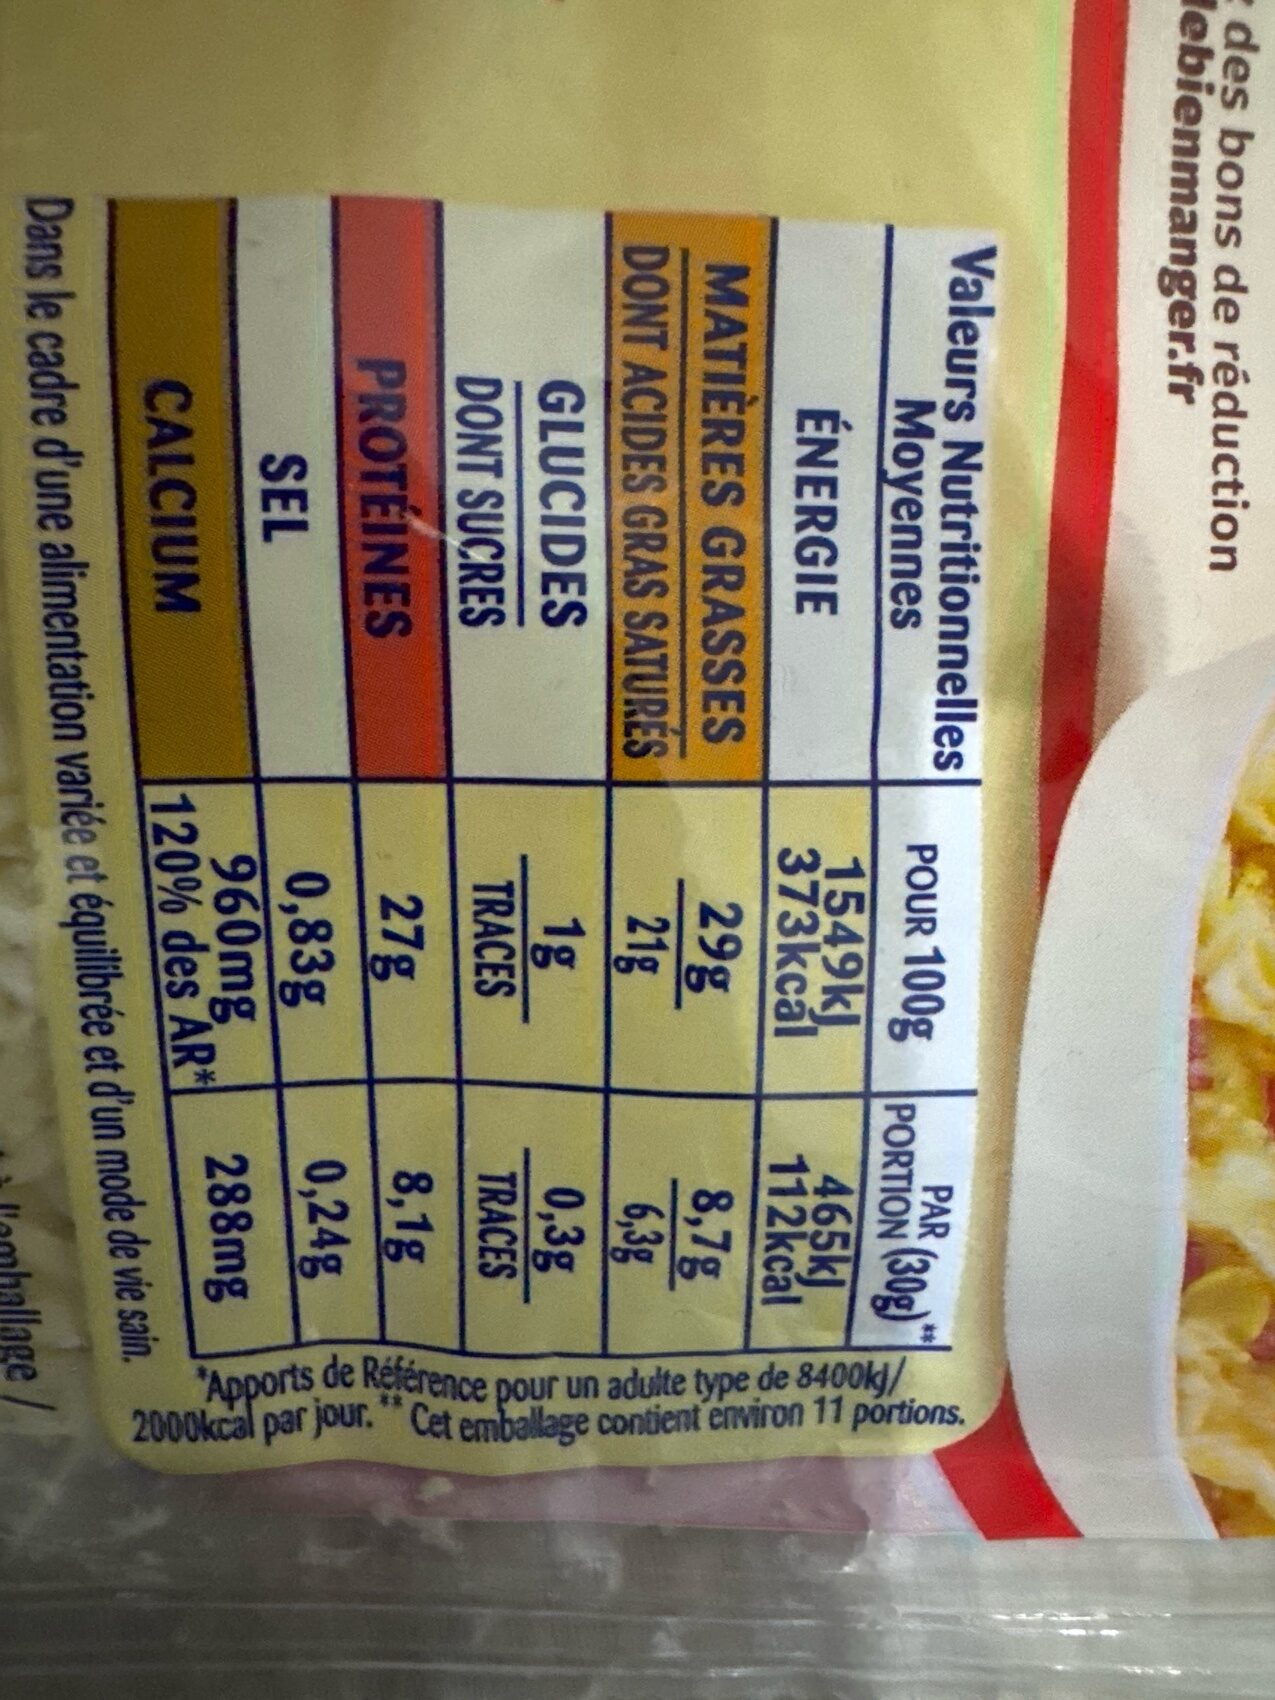 des bons de réduction
lebienmanger.fr
Valeurs Nutritionnelles Moyennes POUR 100g PAR PORTION (30g)**
ÉNERGIE 1549kJ 373kcal 465kJ 112kcal
MATIÈRES GRASSES 29g 8,7g
DONT ACIDES GRAS SATURÉS 21g 6,3g
GLUCIDES 1g 0,3g
DONT SUCRES TRACES TRACES
PROTÉINES 27g 8,1g
SEL 0,83g 0,24g
CALCIUM 960mg 120% des AR* 288mg
*Apports de Référence pour un adulte type de 8400kJ/
2000kcal par jour. ** Cet emballage contient environ 11 portions.
Dans le cadre d'une alimentation variée et équilibrée et d'un mode de vie sain.
l'emballage /